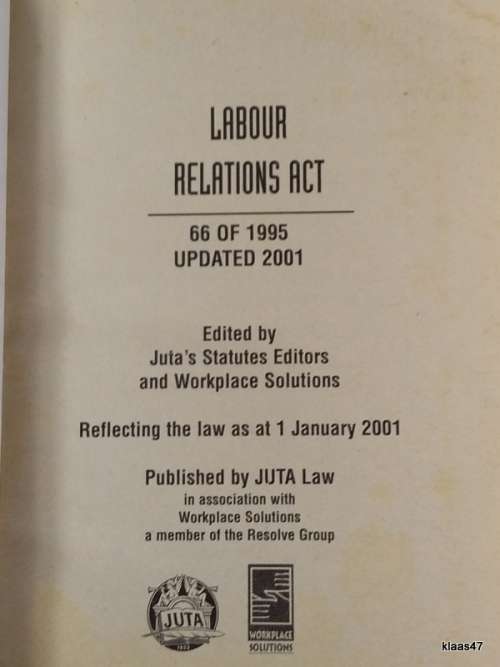 LABOUR
RELATIONS ACT
66 OF 1995
UPDATED 2001
Edited by
Juta's Statutes Editors
and Workplace Solutions
Reflecting the law as at 1 January 2001
Published by JUTA Law
in association with
Workplace Solutions
a member of the Resolve Group
JUTA
1853
WORKPLACE
SOLUTIONS
klaas47